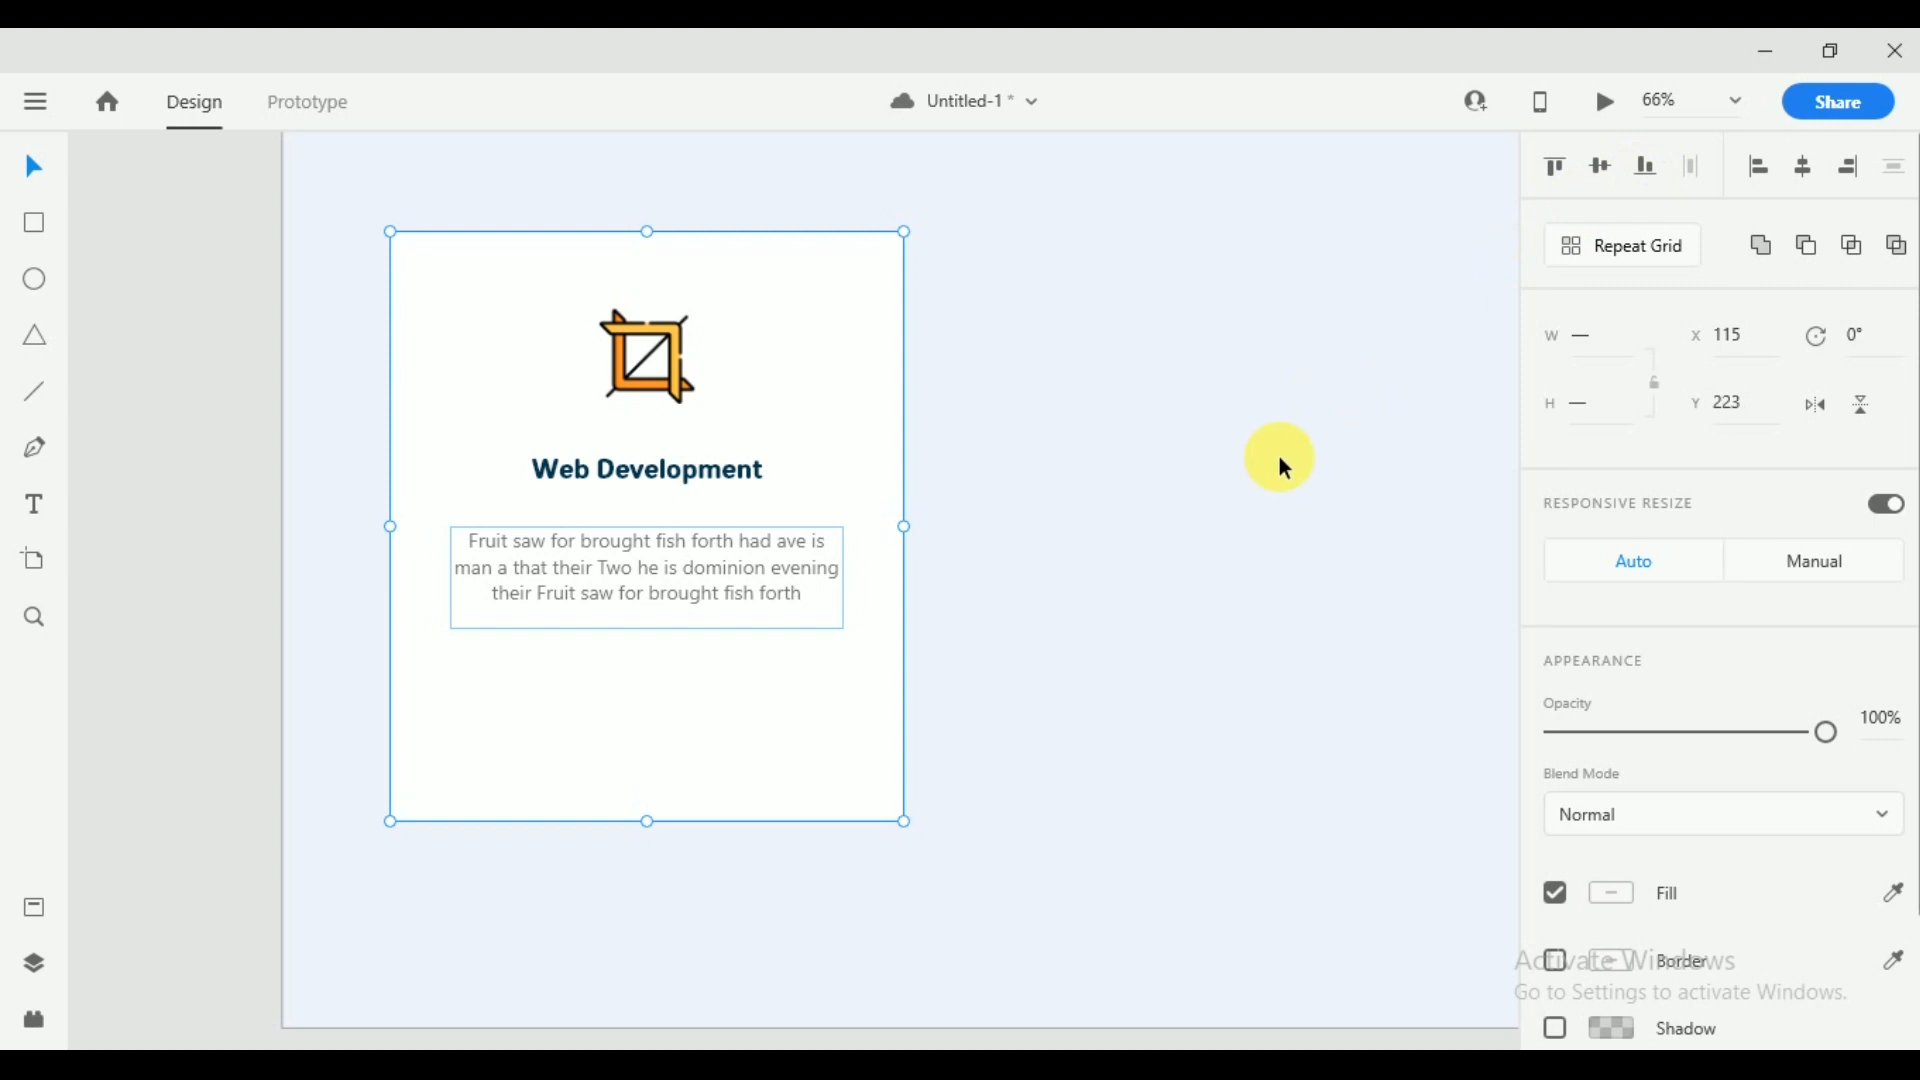 Design
Prototype
Untitled-1 *
66%
Share
Repeat Grid
W —
X 115
0°
H —
Y 223
RESPONSIVE RESIZE
Auto
Manual
APPEARANCE
Opacity
100%
Blend Mode
Normal
Fill
Border
Shadow
Activate Windows
Go to Settings to activate Windows.
T
Web Development
Fruit saw for brought fish forth had ave is
man a that their Two he is dominion evening
their Fruit saw for brought fish forth